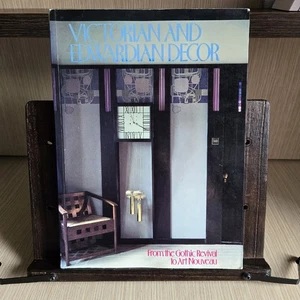 VICTORIAN AND
EDWARDIAN DECOR
From the Gothic Revival
to Art Nouveau